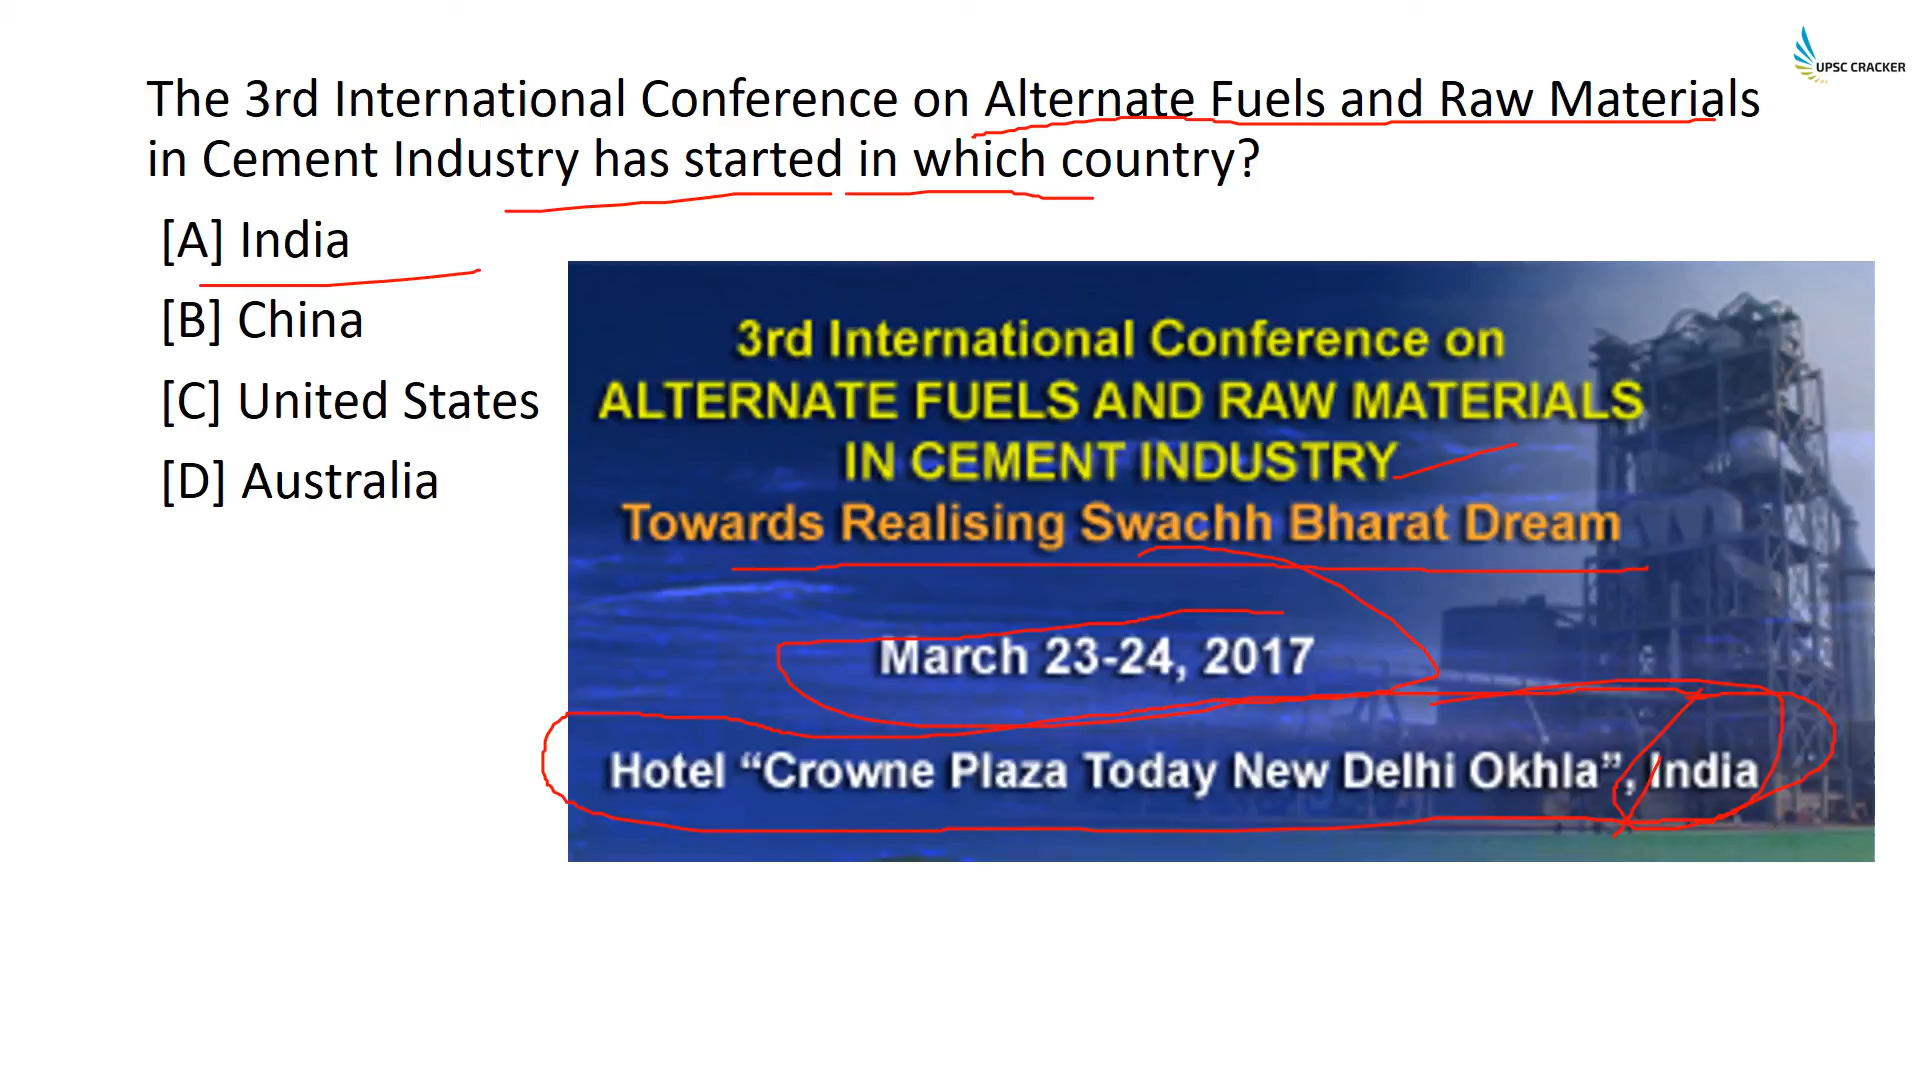 UPSC CRACKER
The 3rd International Conference on Alternate Fuels and Raw Materials
in Cement Industry has started in which country?
[A] India
[B] China
[C] United States
[D] Australia
3rd International Conference on
ALTERNATE FUELS AND RAW MATERIALS
IN CEMENT INDUSTRY
Towards Realising Swachh Bharat Dream
March 23-24, 2017
Hotel “Crowne Plaza Today New Delhi Okhla”, India